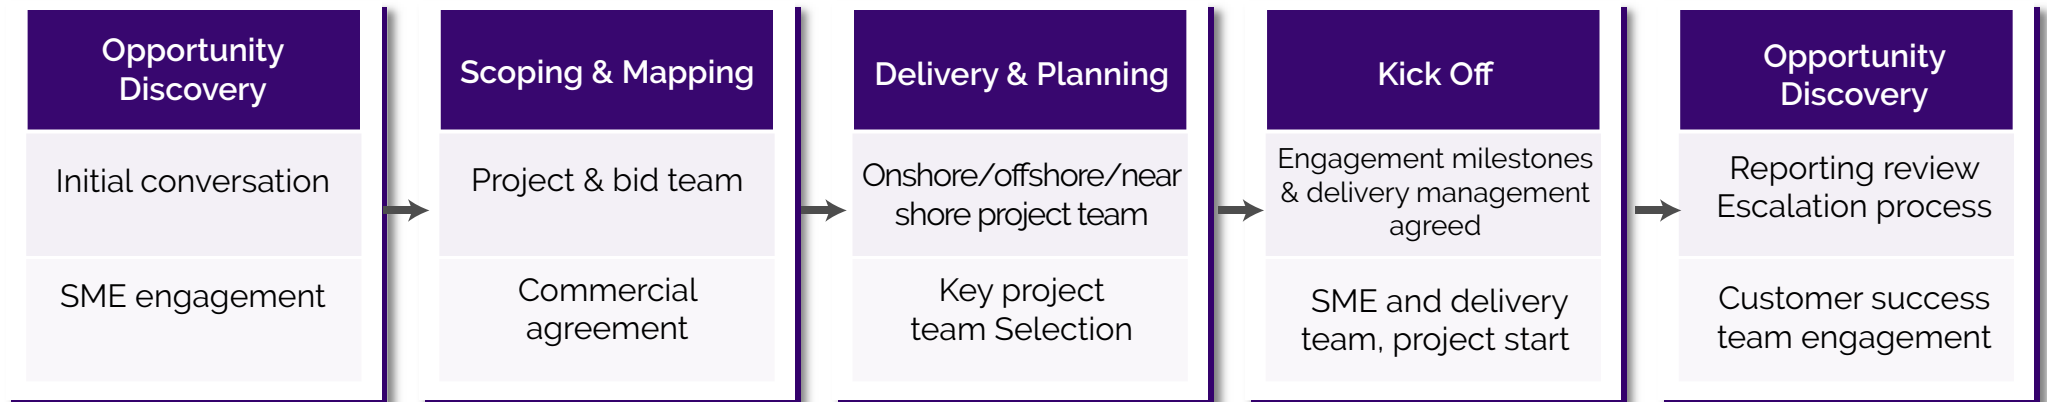 Opportunity
Discovery
Initial conversation
SME engagement
Scoping & Mapping
Project & bid team
Commercial
agreement
Delivery & Planning
Onshore/offshore/near
shore project team
Key project
team Selection
Kick Off
Engagement milestones
& delivery management
agreed
SME and delivery
team, project start
Opportunity
Discovery
Reporting review
Escalation process
Customer success
team engagement